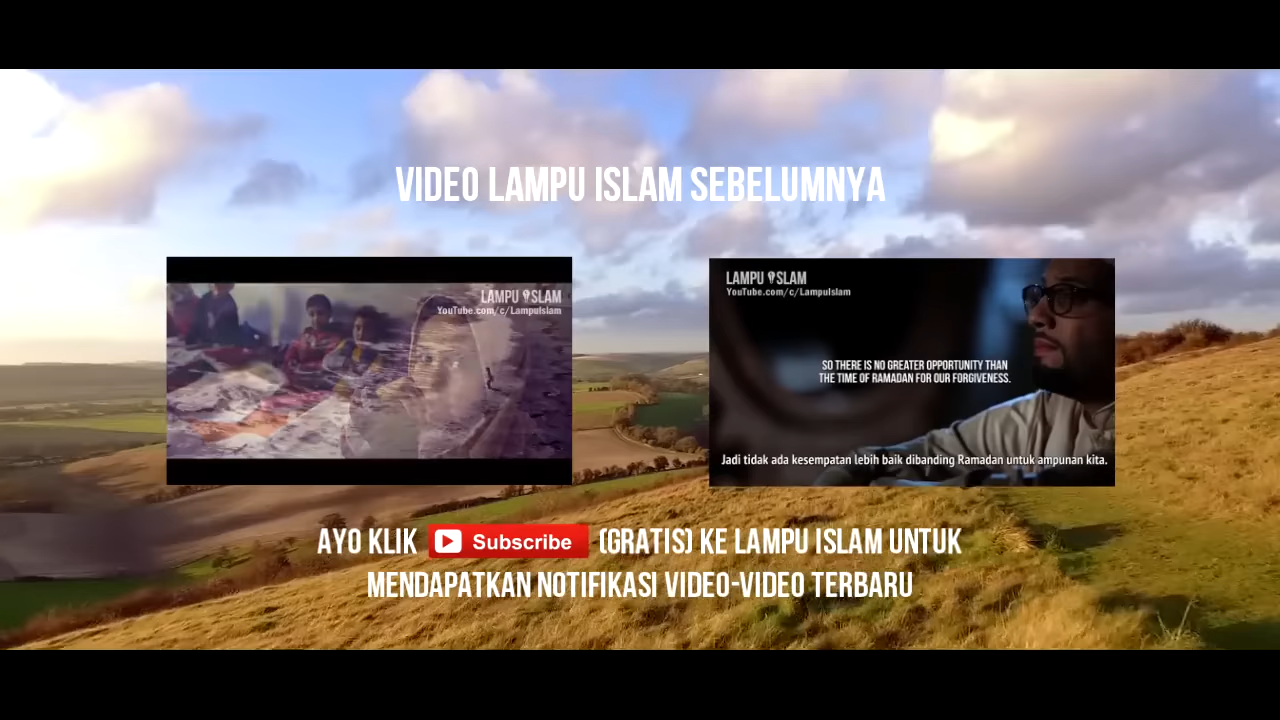 VIDEO LAMPU ISLAM SEBELUMNYA
LAMPU ISLAM
YouTube.com/c/LampuIslam
LAMPU ISLAM
YouTube.com/c/LampuIslam
SO THERE IS NO GREATER OPPORTUNITY THAN
THE TIME OF RAMADAN FOR OUR FORGIVENESS.
Jadi tidak ada kesempatan lebih baik dibanding Ramadan untuk ampunan kita.
AYO KLIK Subscribe (GRATIS) KE LAMPU ISLAM UNTUK
MENDAPATKAN NOTIFIKASI VIDEO-VIDEO TERBARU